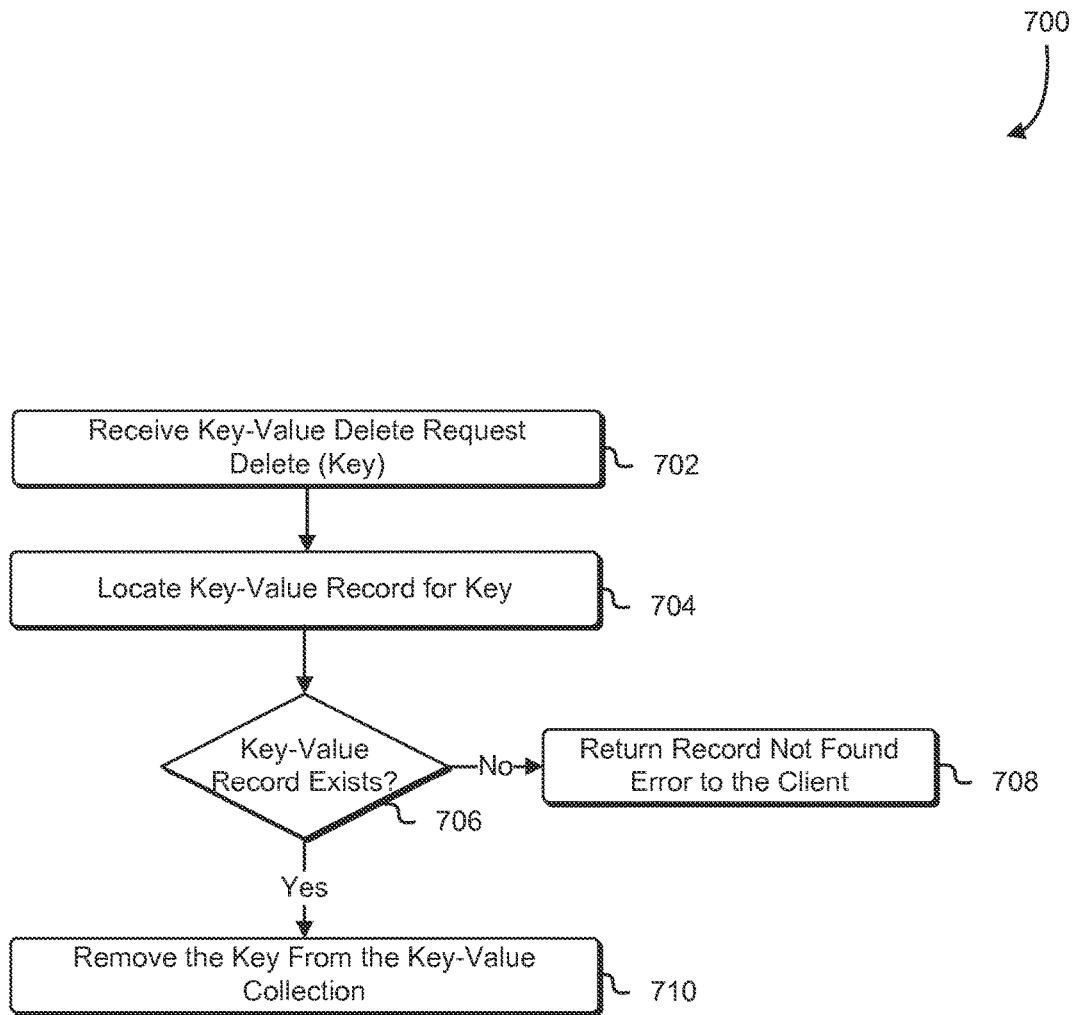 700
Receive Key-Value Delete Request
Delete (Key)
702
Locate Key-Value Record for Key
704
Key-Value
Record Exists?
706
No
Return Record Not Found
Error to the Client
708
Yes
Remove the Key From the Key-Value
Collection
710